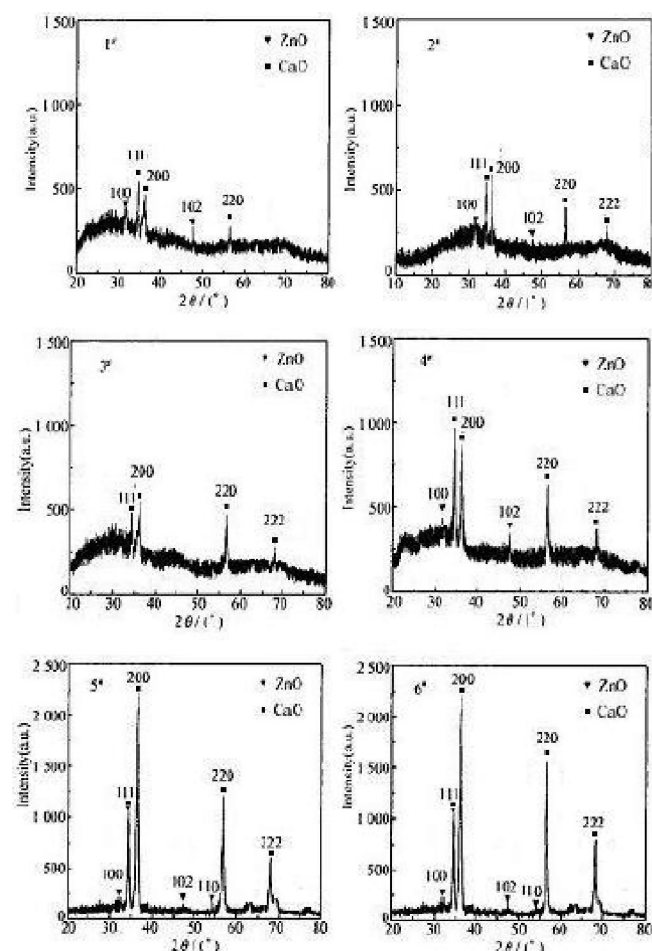 1#
ZnO
CaO
Intensity(a.u.)
1 500
1 000
500
0
100
111
200
102
220
20 30 40 50 60 70 80
2θ/(°)
2#
ZnO
CaO
Intensity(a.u.)
1 500
1 000
500
0
100
111
200
102
220
222
10 20 30 40 50 60 70 80
2θ/(°)
3#
ZnO
CaO
Intensity(a.u.)
1 500
1 000
500
0
111
200
220
222
20 30 40 50 60 70 80
2θ/(°)
4#
ZnO
CaO
Intensity(a.u.)
1 500
1 000
500
0
100
111
200
102
220
222
20 30 40 50 60 70 80
2θ/(°)
5#
ZnO
CaO
Intensity(a.u.)
2 500
2 000
1 500
1 000
500
0
100
111
200
102
110
220
222
20 30 40 50 60 70 80
2θ/(°)
6#
ZnO
CaO
Intensity(a.u.)
2 500
2 000
1 500
1 000
500
0
100
111
200
102
110
220
222
20 30 40 50 60 70 80
2θ/(°)